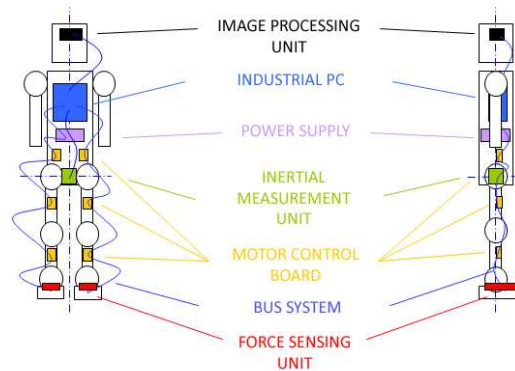 IMAGE PROCESSING
UNIT
INDUSTRIAL PC
POWER SUPPLY
INERTIAL
MEASUREMENT
UNIT
MOTOR CONTROL
BOARD
BUS SYSTEM
FORCE SENSING
UNIT